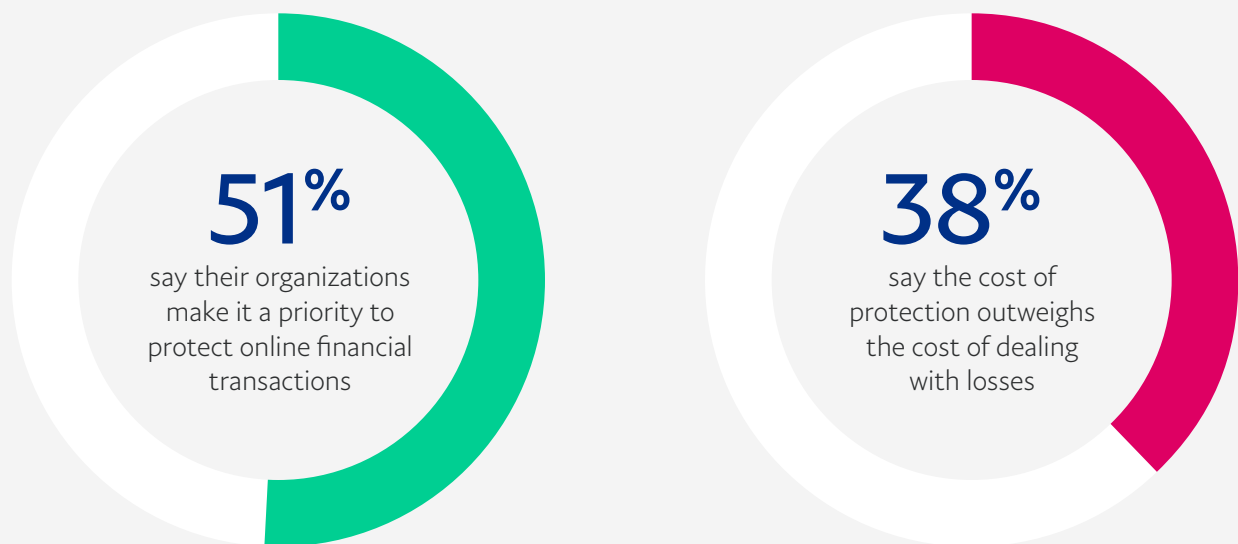 51%
say their organizations
make it a priority to
protect online financial
transactions
38%
say the cost of
protection outweighs
the cost of dealing
with losses